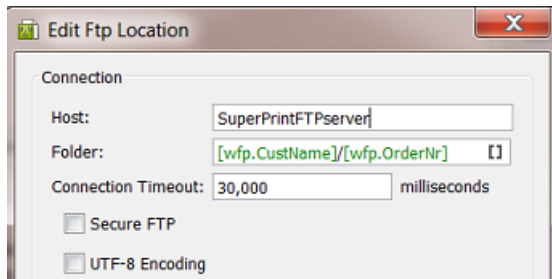 Edit Ftp Location
Connection
Host: SuperPrintFTPserver
Folder: [wfp.CustName]/[wfp.OrderNr] []
Connection Timeout: 30,000 milliseconds
Secure FTP
UTF-8 Encoding